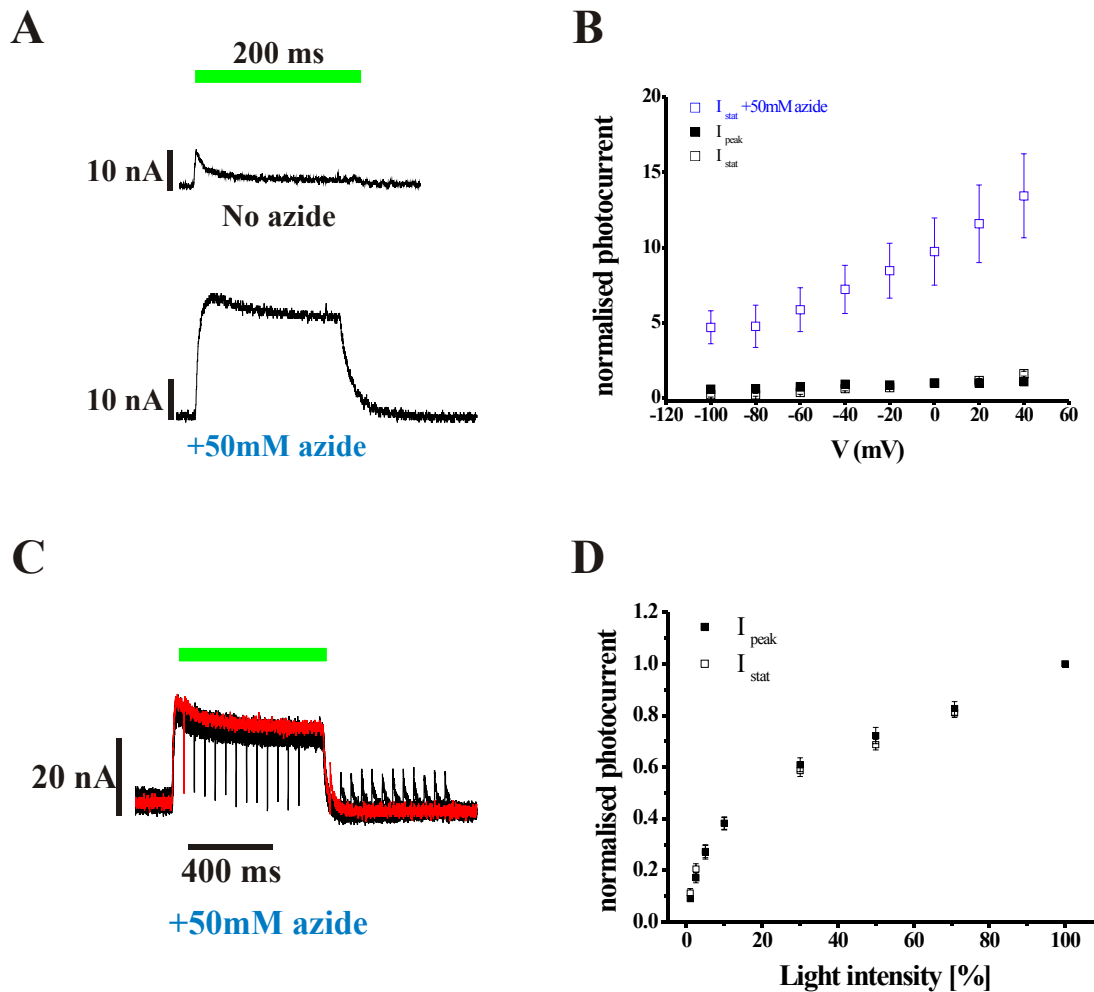 A
200 ms
10 nA
No azide
10 nA
+50mM azide
B
normalised photocurrent
20
15
10
5
0
I stat +50mM azide
I peak
I stat
-120 -100 -80 -60 -40 -20 0 20 40 60
V (mV)
C
20 nA
400 ms
+50mM azide
D
normalised photocurrent
1.2
1.0
0.8
0.6
0.4
0.2
0.0
I peak
I stat
0 20 40 60 80 100
Light intensity [%]